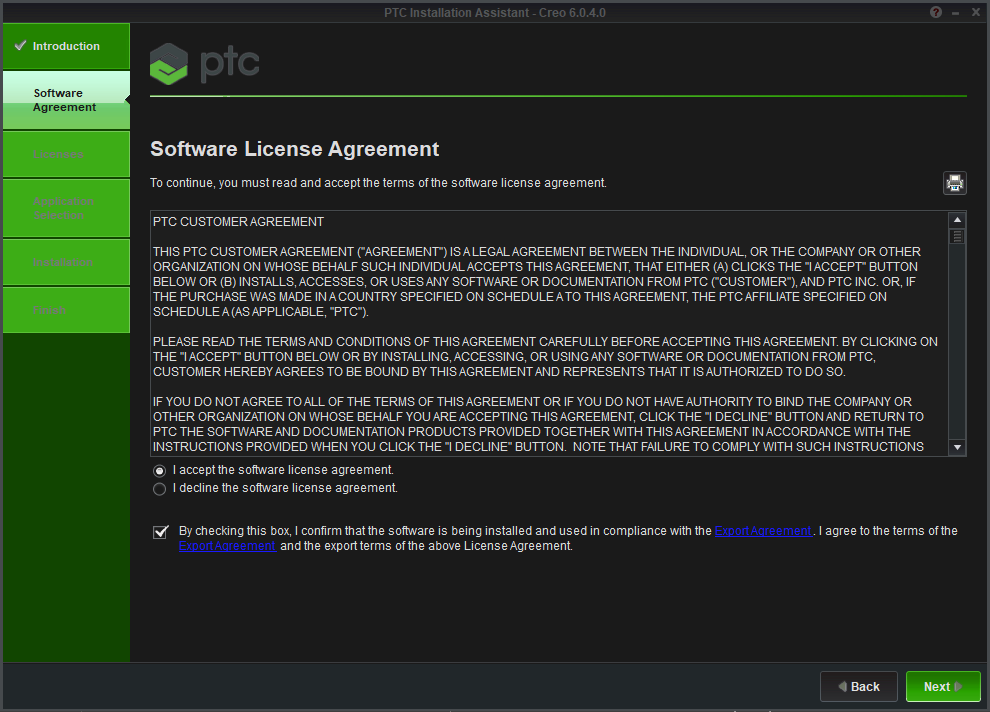 PTC Installation Assistant - Creo 6.0.4.0
Introduction
Software
Agreement
Application
Selection
ptc
Software License Agreement
To continue, you must read and accept the terms of the software license agreement.
PTC CUSTOMER AGREEMENT
THIS PTC CUSTOMER AGREEMENT ("AGREEMENT") IS A LEGAL AGREEMENT BETWEEN THE INDIVIDUAL, OR THE COMPANY OR OTHER
ORGANIZATION ON WHOSE BEHALF SUCH INDIVIDUAL ACCEPTS THIS AGREEMENT, THAT EITHER (A) CLICKS THE "I ACCEPT" BUTTON
BELOW OR (B) INSTALLS, ACCESSES, OR USES ANY SOFTWARE OR DOCUMENTATION FROM PTC ("CUSTOMER"), AND PTC INC. OR, IF
THE PURCHASE WAS MADE IN A COUNTRY SPECIFIED ON SCHEDULE A TO THIS AGREEMENT, THE PTC AFFILIATE SPECIFIED ON
SCHEDULE A (AS APPLICABLE, "PTC").
PLEASE READ THE TERMS AND CONDITIONS OF THIS AGREEMENT CAREFULLY BEFORE ACCEPTING THIS AGREEMENT. BY CLICKING ON
THE "I ACCEPT" BUTTON BELOW OR BY INSTALLING, ACCESSING, OR USING ANY SOFTWARE OR DOCUMENTATION FROM PTC,
CUSTOMER HEREBY AGREES TO BE BOUND BY THIS AGREEMENT AND REPRESENTS THAT IT IS AUTHORIZED TO DO SO.
IF YOU DO NOT AGREE TO ALL OF THE TERMS OF THIS AGREEMENT OR IF YOU DO NOT HAVE AUTHORITY TO BIND THE COMPANY OR
OTHER ORGANIZATION ON WHOSE BEHALF YOU ARE ACCEPTING THIS AGREEMENT, CLICK THE "I DECLINE" BUTTON AND RETURN TO
PTC THE SOFTWARE AND DOCUMENTATION PRODUCTS PROVIDED TOGETHER WITH THIS AGREEMENT IN ACCORDANCE WITH THE
INSTRUCTIONS PROVIDED WHEN YOU CLICK THE "I DECLINE" BUTTON.  NOTE THAT FAILURE TO COMPLY WITH SUCH INSTRUCTIONS
I accept the software license agreement.
I decline the software license agreement.
By checking this box, I confirm that the software is being installed and used in compliance with the Export Agreement. I agree to the terms of the
Export Agreement and the export terms of the above License Agreement.
Back
Next